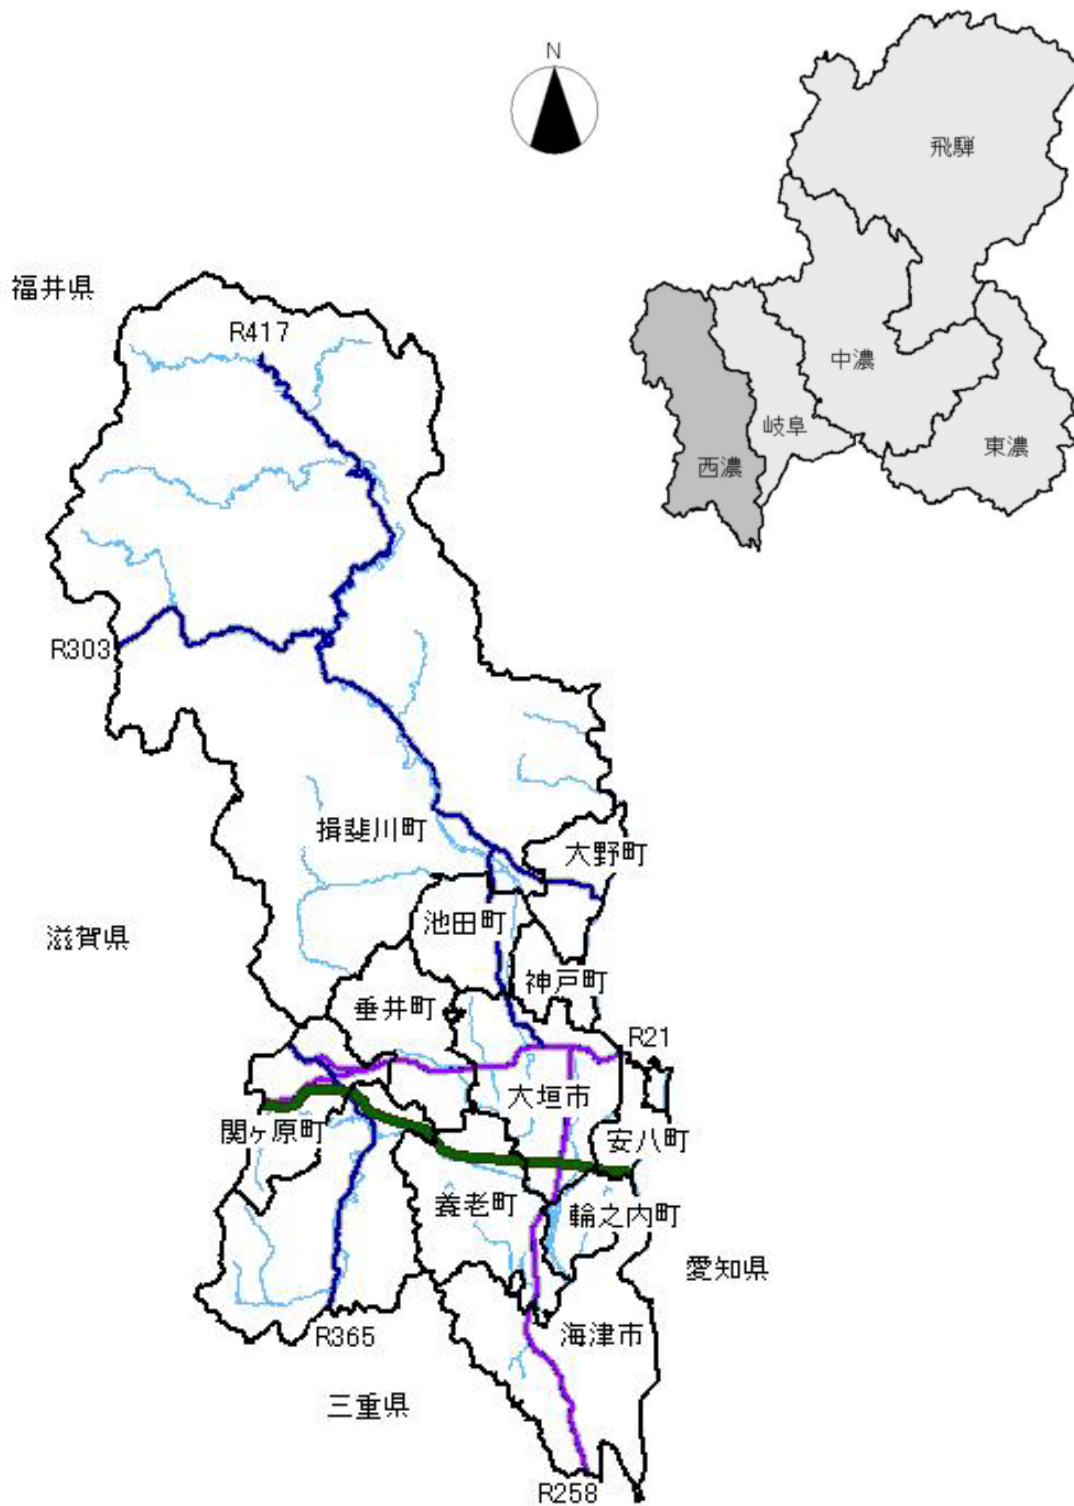 N
飛騨
中濃
岐阜
東濃
西濃
福井県
R417
R303
揖斐川町
大野町
池田町
滋賀県
神戸町
垂井町
R21
大垣市
関ヶ原町
安八町
養老町
輪之内町
愛知県
R365
海津市
三重県
R258